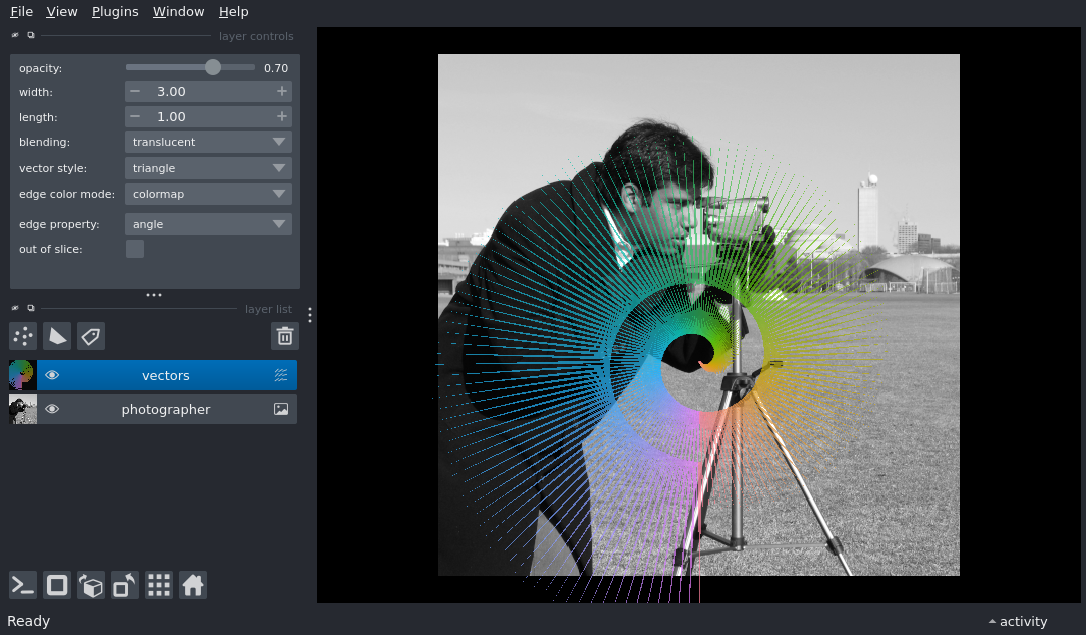 File View Plugins Window Help
layer controls
opacity: 0.70
width: 3.00
length: 1.00
blending: translucent
vector style: triangle
edge color mode: colormap
edge property: angle
out of slice:
layer list
vectors
photographer
Ready
activity